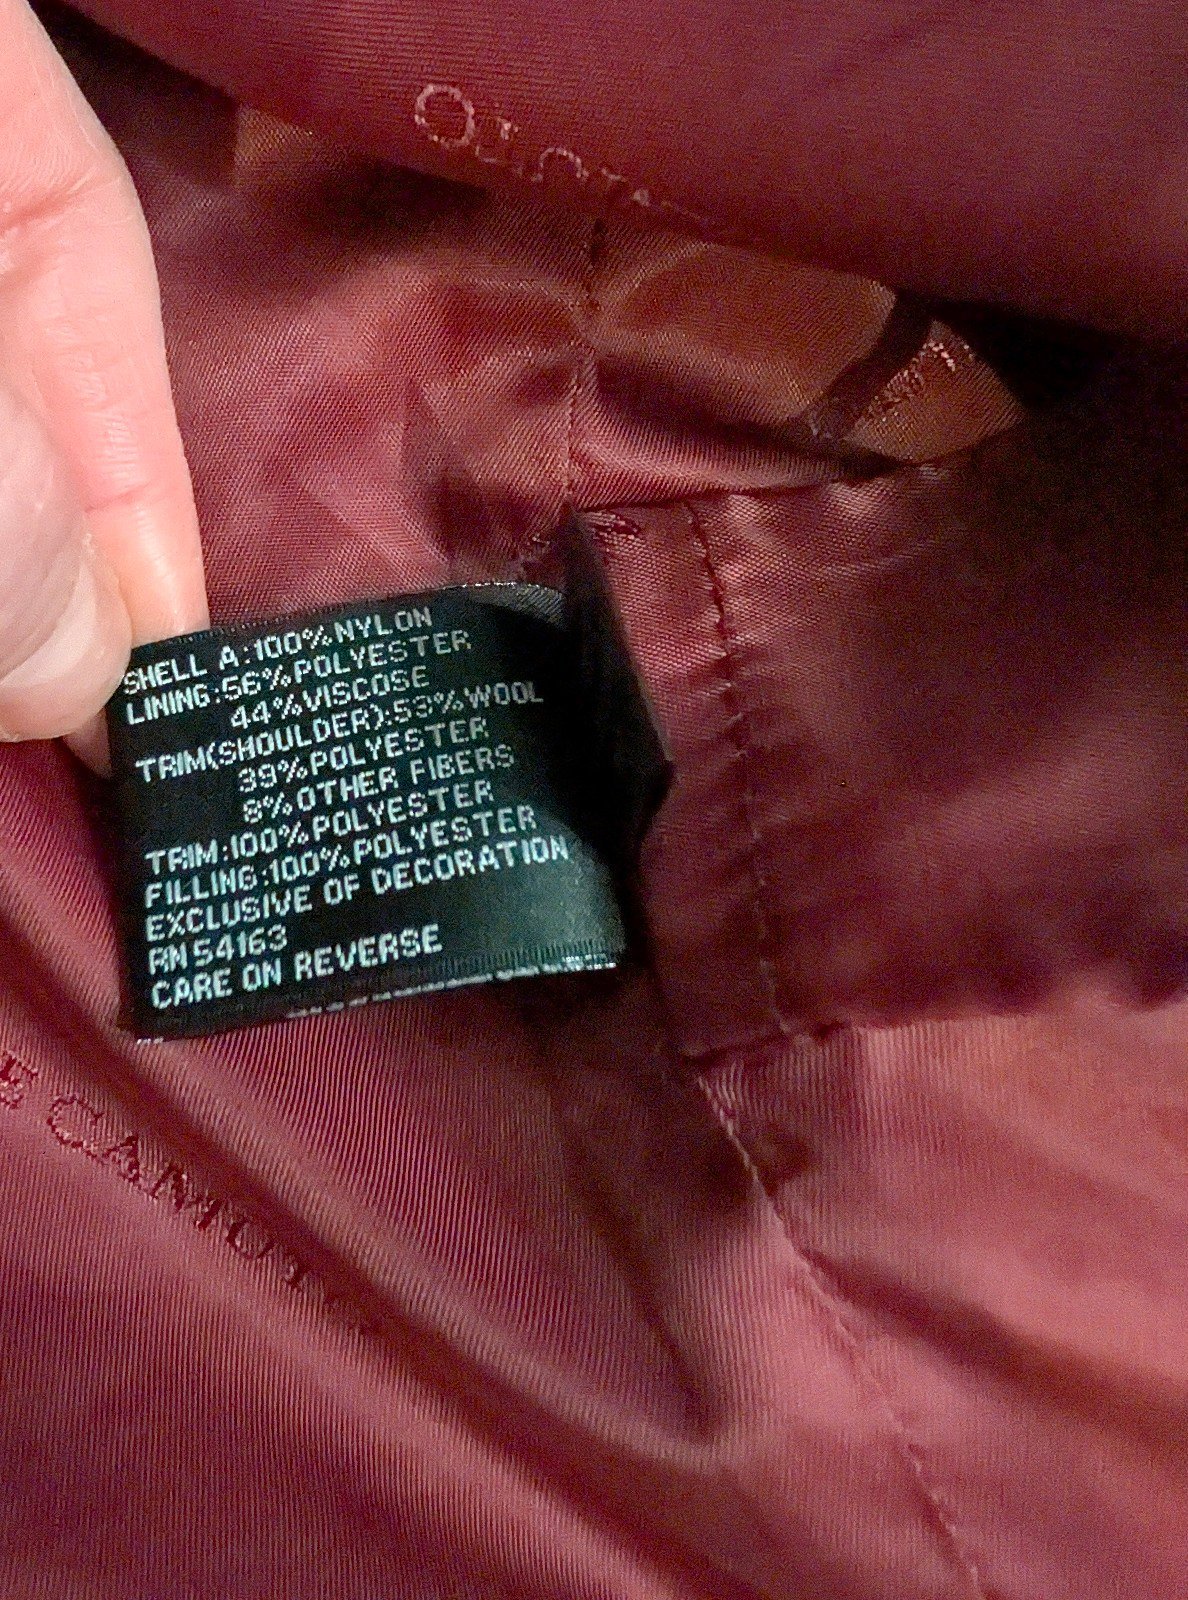 SHELL A:100%NYLON
LINING:56%POLYESTER
44%VISCOSE
TRIM(SHOULDER):53%WOOL
39%POLYESTER
8%OTHER FIBERS
TRIM:100%POLYESTER
FILLING:100%POLYESTER
EXCLUSIVE OF DECORATION
RN 54163
CARE ON REVERSE